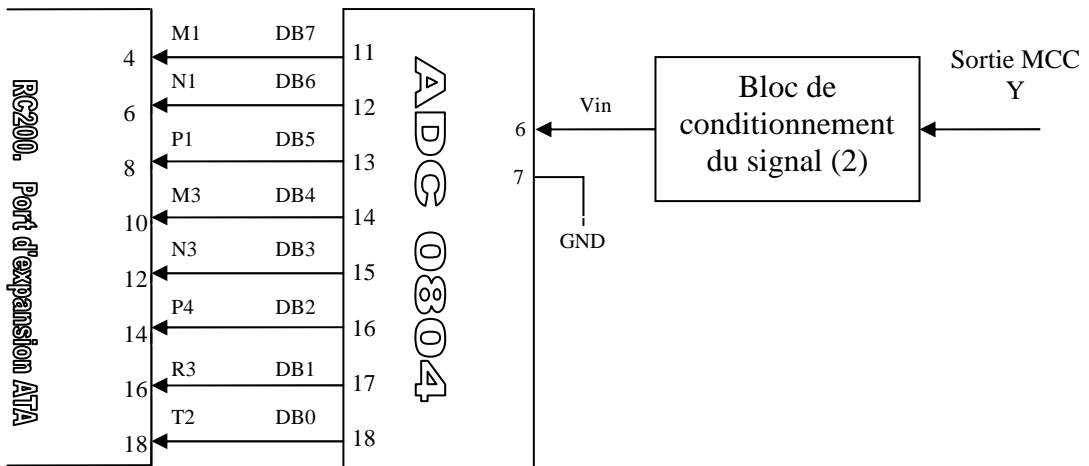 RC200. Port d'expansion ATA
M1 DB7
4 11
N1 DB6
6 12
P1 DB5
8 13
M3 DB4
10 14
N3 DB3
12 15
P4 DB2
14 16
R3 DB1
16 17
T2 DB0
18 18
ADC 0804
6
7
GND
Vin
Bloc de
conditionnement
du signal (2)
Sortie MCC
Y